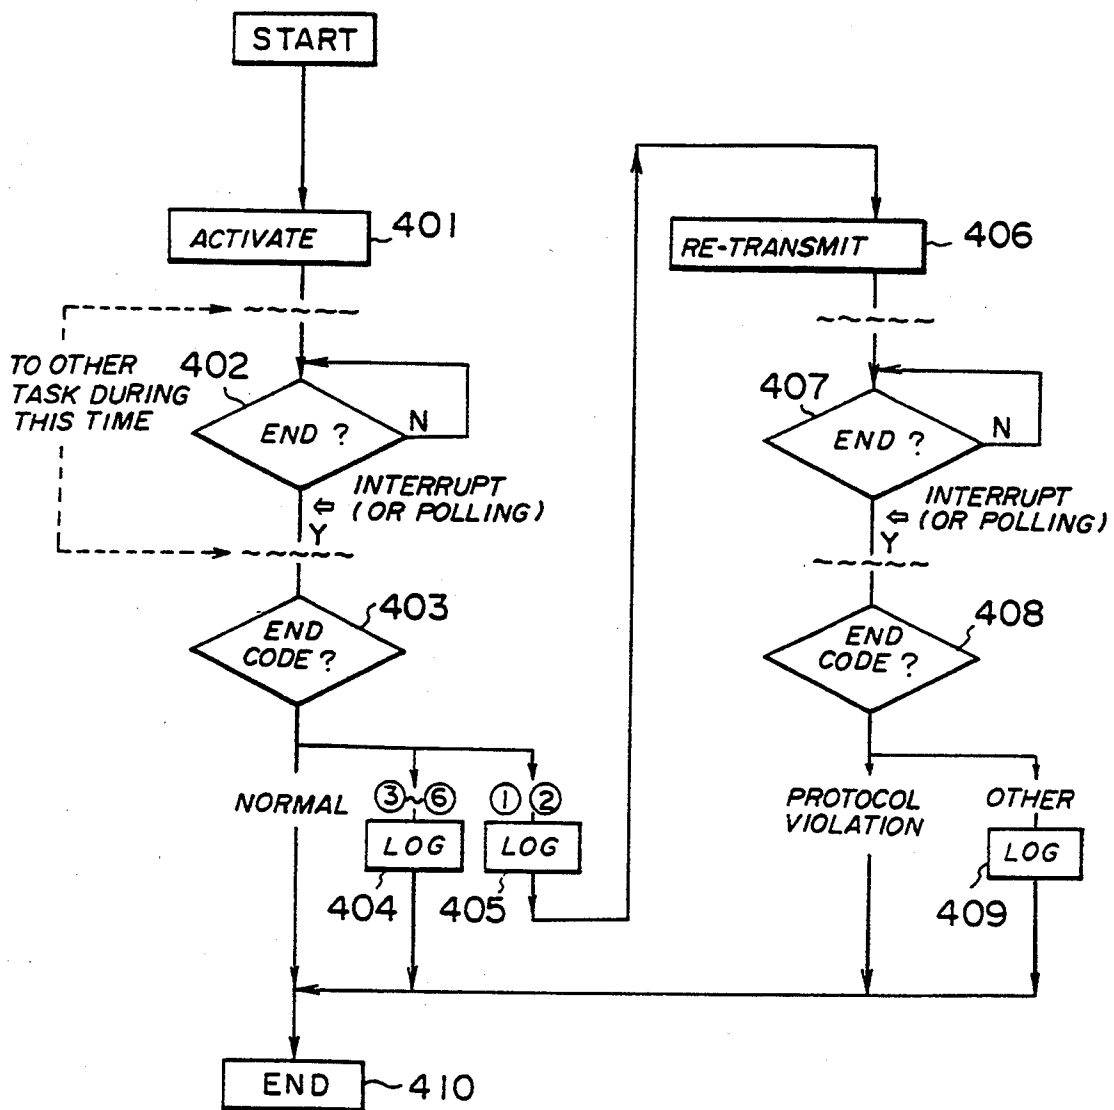 START
ACTIVATE
401
TO OTHER
TASK DURING
THIS TIME
402
END ?
N
INTERRUPT
⇦ (OR POLLING)
Y
403
END
CODE ?
NORMAL
③~⑥
① ②
LOG
404
LOG
405
RE-TRANSMIT
406
407
END ?
N
INTERRUPT
⇦ (OR POLLING)
Y
408
END
CODE ?
PROTOCOL
VIOLATION
OTHER
LOG
409
END
410